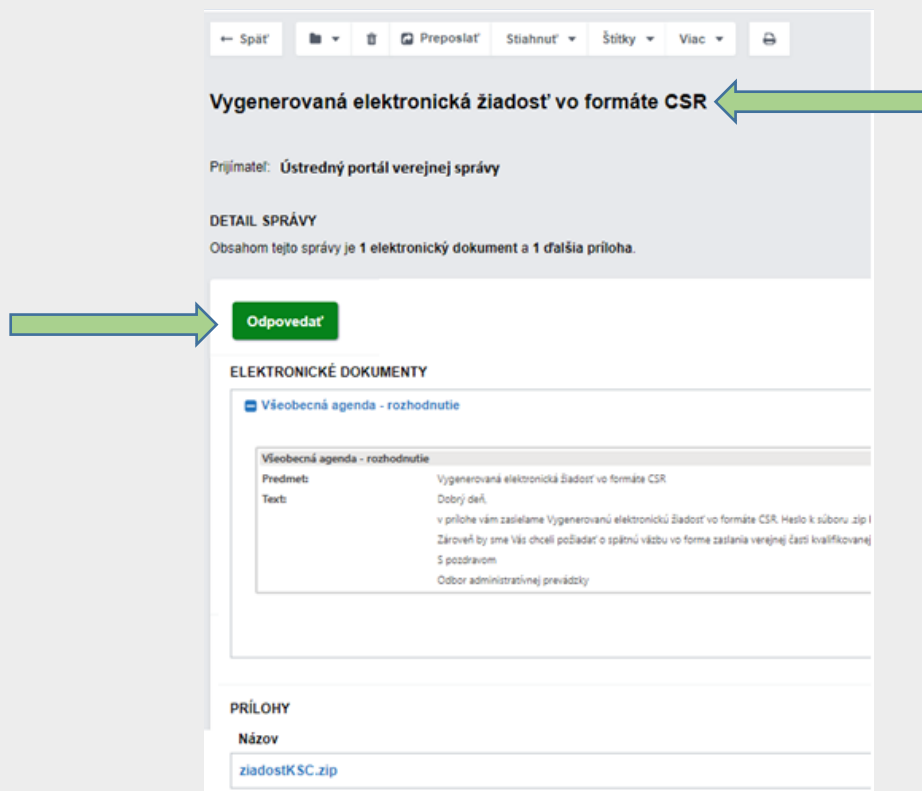 ← Späť Preposlať Stiahnuť Štítky Viac
Vygenerovaná elektronická žiadosť vo formáte CSR
Prijímateľ: Ústredný portál verejnej správy
DETAIL SPRÁVY
Obsahom tejto správy je 1 elektronický dokument a 1 ďalšia príloha.
Odpovedať
ELEKTRONICKÉ DOKUMENTY
Všeobecná agenda - rozhodnutie
Všeobecná agenda - rozhodnutie
Predmet: Vygenerovaná elektronická žiadosť vo formáte CSR
Text: Dobrý deň,
v prílohe vám zasielame Vygenerovanú elektronickú žiadosť vo formáte CSR. Heslo k súboru .zip
Zároveň by sme Vás chceli požiadať o spätnú väzbu vo forme zaslania verejnej časti kvalifikovanej
S pozdravom
Odbor administratívnej prevádzky
PRÍLOHY
Názov
ziadostKSC.zip